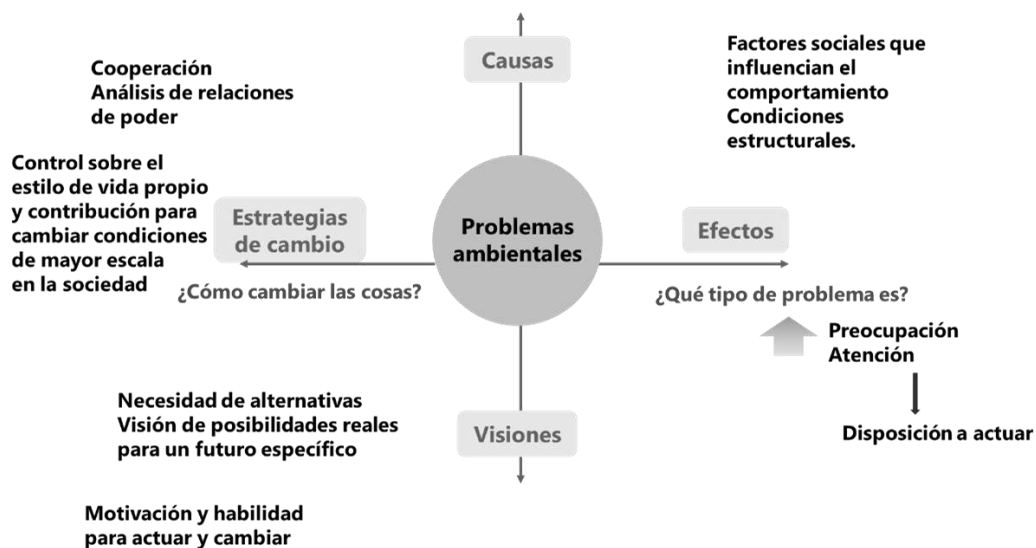 Causas
Cooperación
Análisis de relaciones
de poder
Factores sociales que
influencian el
comportamiento
Condiciones
estructurales.
Control sobre el
estilo de vida propio
y contribución para
cambiar condiciones
de mayor escala
en la sociedad
Estrategias
de cambio
¿Cómo cambiar las cosas?
Problemas
ambientales
Efectos
¿Qué tipo de problema es?
Preocupación
Atención
Disposición a actuar
Necesidad de alternativas
Visión de posibilidades reales
para un futuro específico
Visiones
Motivación y habilidad
para actuar y cambiar